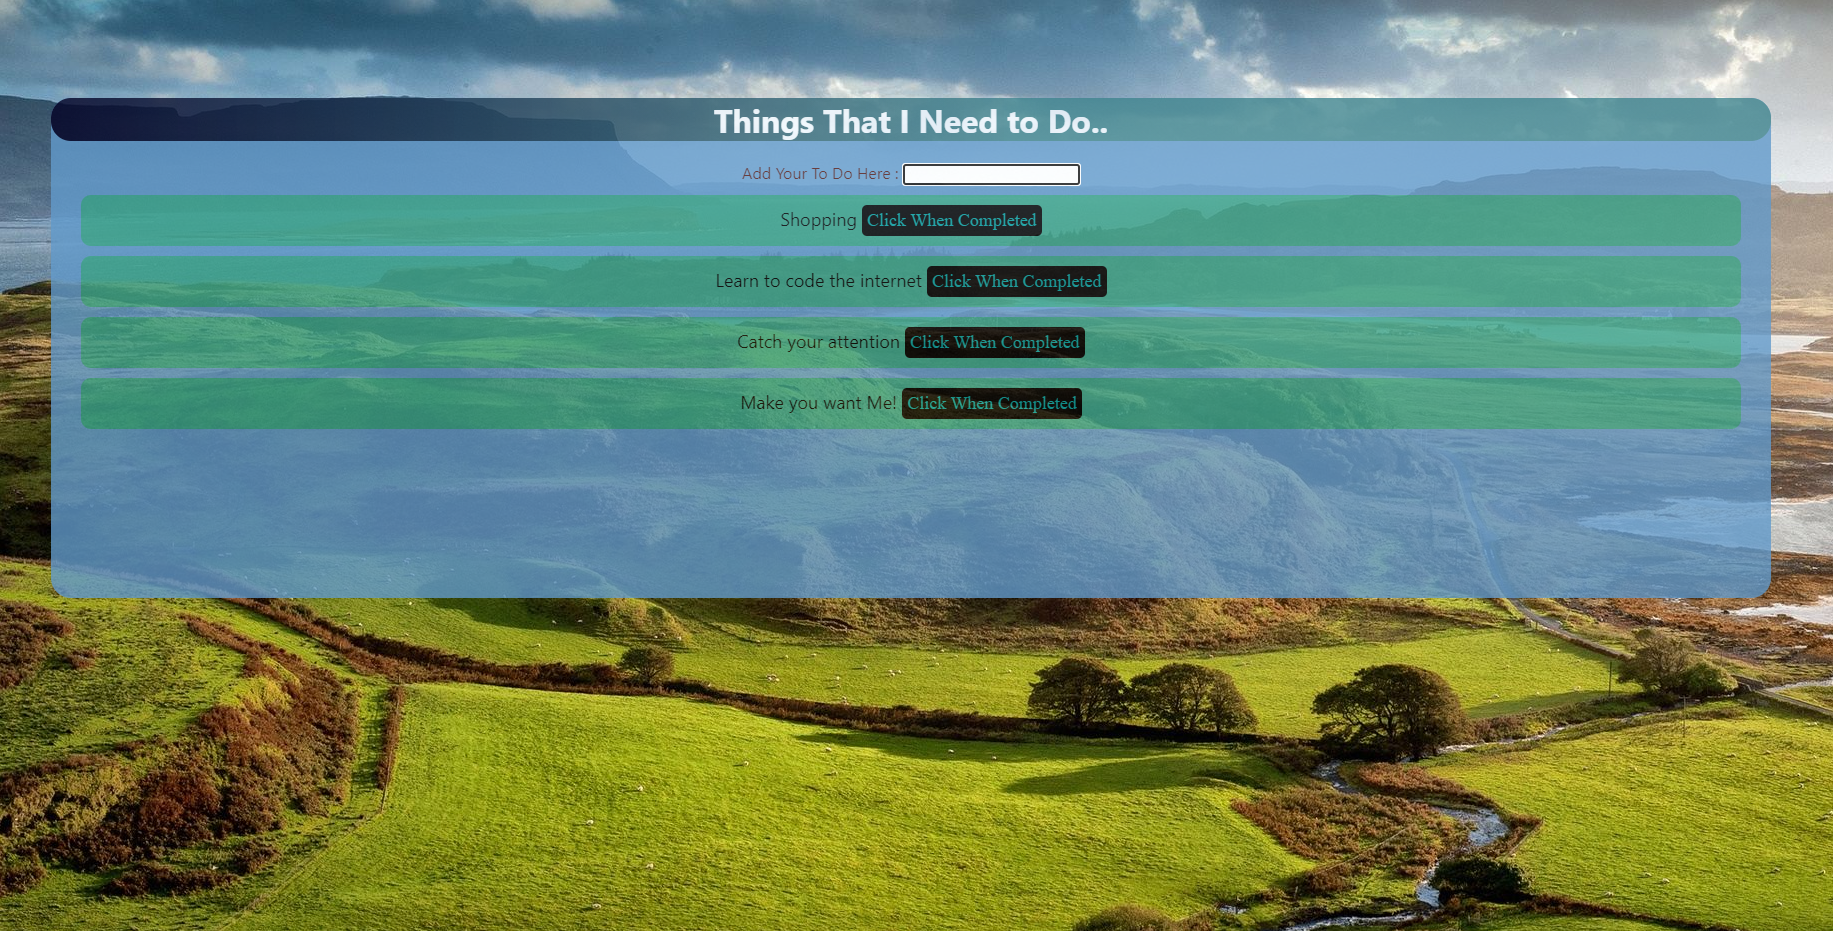 Things That I Need to Do..
Add Your To Do Here :
Shopping Click When Completed
Learn to code the internet Click When Completed
Catch your attention Click When Completed
Make you want Me! Click When Completed